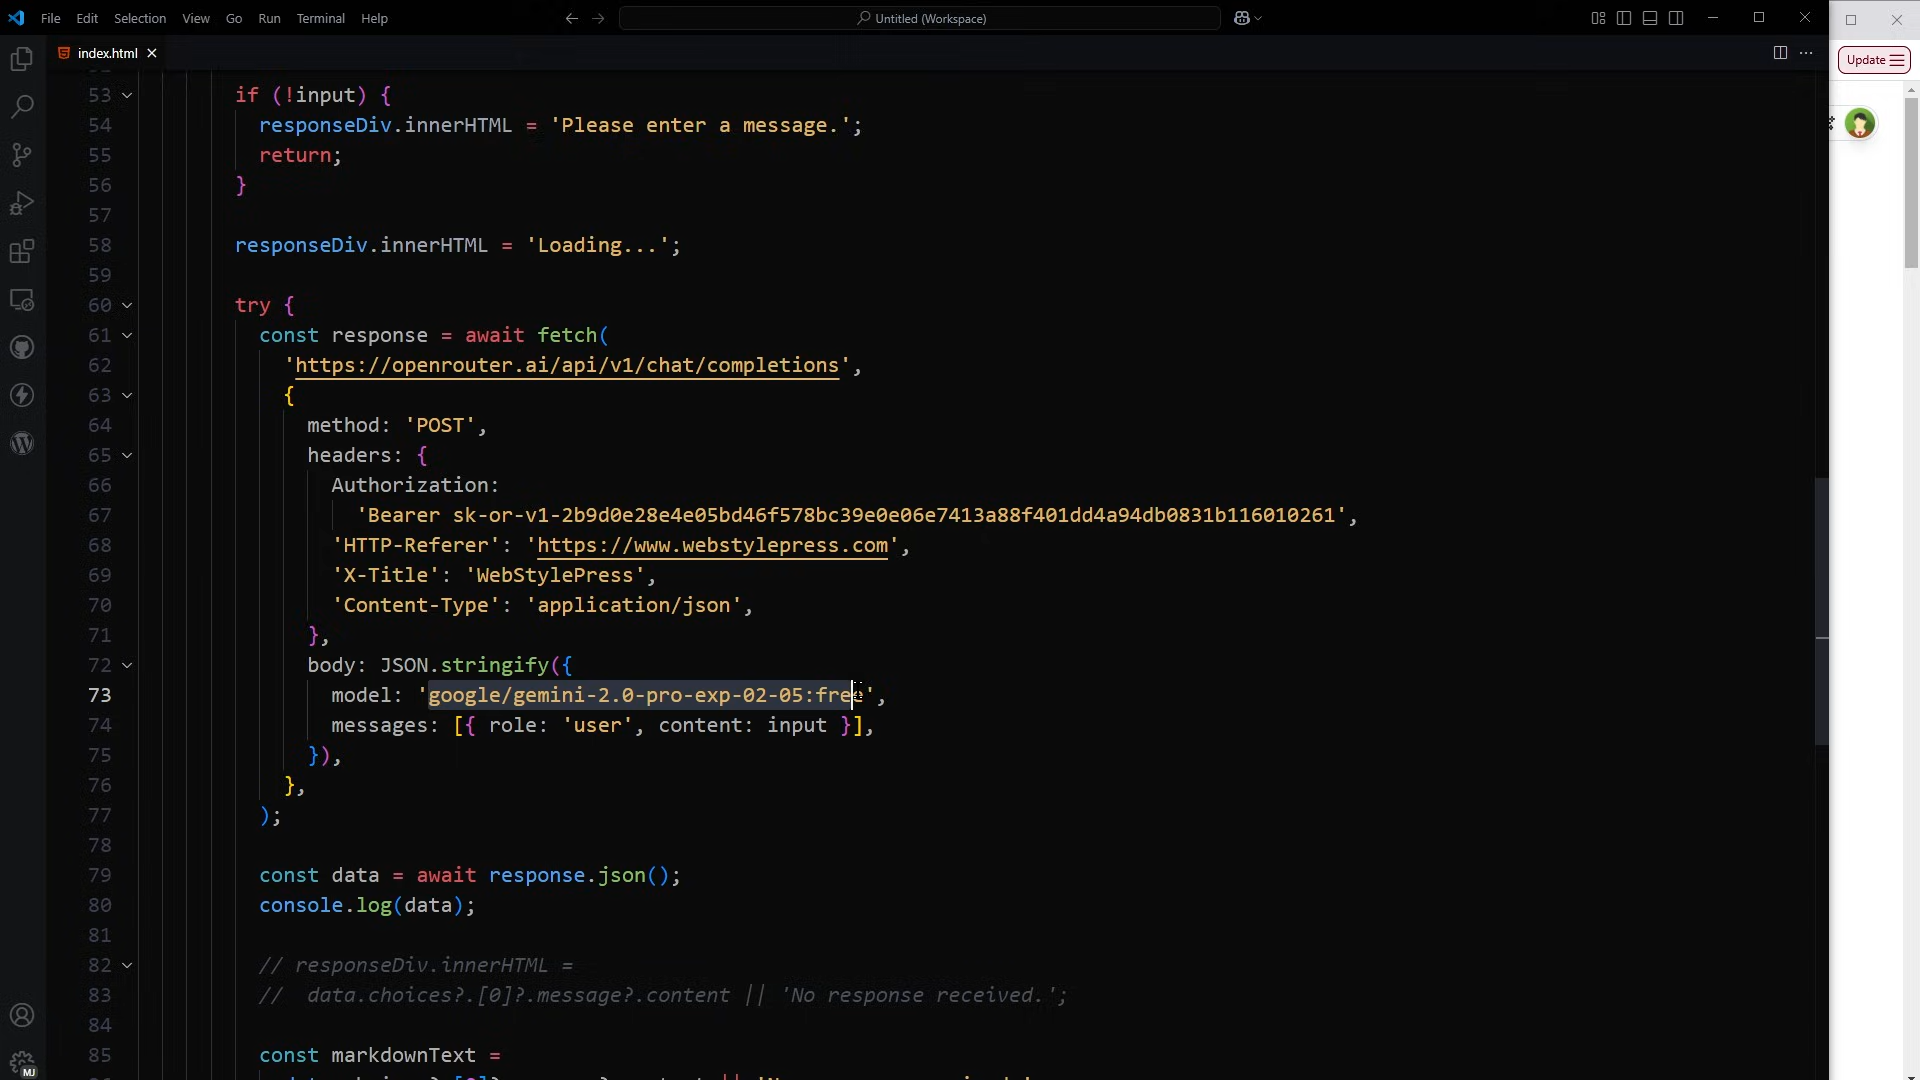 File Edit Selection View Go Run Terminal Help
Untitled (Workspace)
index.html
Update
53 if (!input) {
54 responseDiv.innerHTML = 'Please enter a message.';
55 return;
56 }
57
58 responseDiv.innerHTML = 'Loading...';
59
60 try {
61 const response = await fetch(
62 'https://openrouter.ai/api/v1/chat/completions',
63 {
64 method: 'POST',
65 headers: {
66 Authorization:
67 'Bearer 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',
68 'HTTP-Referer': 'https://www.webstylepress.com',
69 'X-Title': 'WebStylePress',
70 'Content-Type': 'application/json',
71 },
72 body: JSON.stringify({
73 model: 'google/gemini-2.0-pro-exp-02-05:free',
74 messages: [{ role: 'user', content: input }],
75 }),
76 },
77 );
78
79 const data = await response.json();
80 console.log(data);
81
82 // responseDiv.innerHTML =
83 // data.choices?.[0]?.message?.content || 'No response received.';
84
85 const markdownText =
MJ